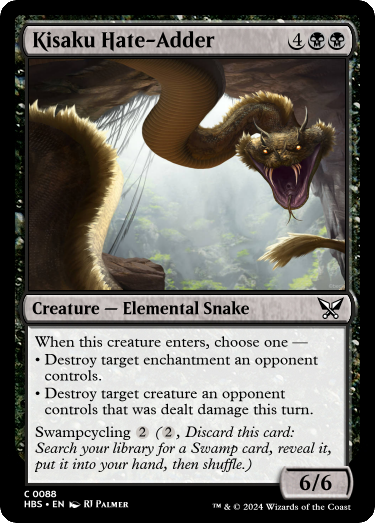 Kisaku Hate-Adder 4
Creature — Elemental Snake
When this creature enters, choose one —
• Destroy target enchantment an opponent
controls.
• Destroy target creature an opponent
controls that was dealt damage this turn.
Swampcycling 2 (2, Discard this card:
Search your library for a Swamp card, reveal it,
put it into your hand, then shuffle.)
6/6
C 0088
HBS • EN RJ Palmer
™ & © 2024 Wizards of the Coast